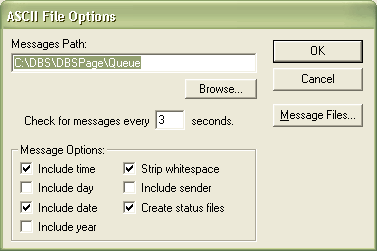 ASCII File Options
Messages Path:
C:\DBS\DBSPage\Queue
OK
Cancel
Browse...
Check for messages every 3 seconds.
Message Files...
Message Options:
Include time
Strip whitespace
Include day
Include sender
Include date
Create status files
Include year